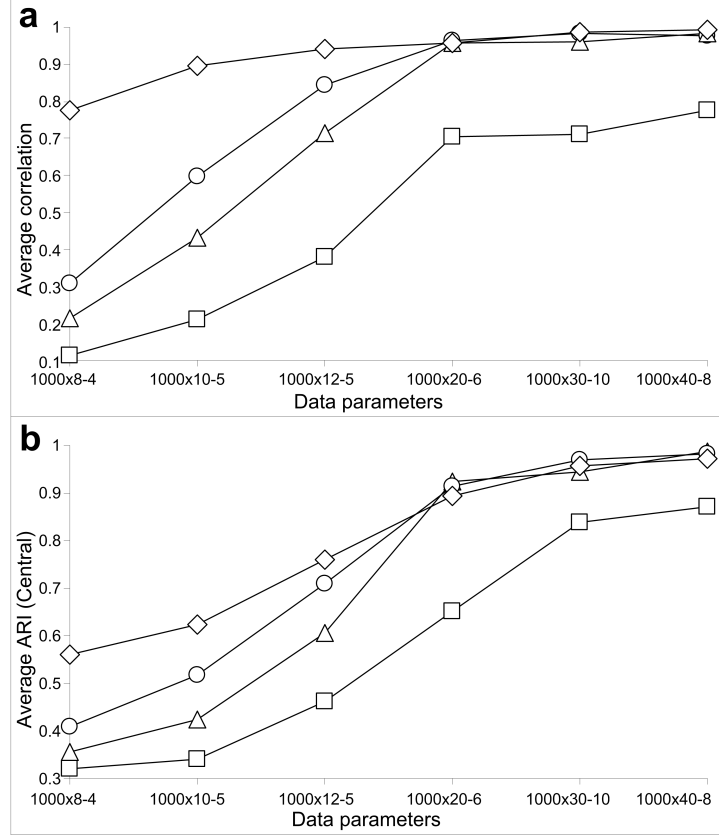 a
Average correlation
1
0.9
0.8
0.7
0.6
0.5
0.4
0.3
0.2
0.1
1000x8-4 1000x10-5 1000x12-5 1000x20-6 1000x30-10 1000x40-8
Data parameters
b
Average ARI (Central)
1
0.9
0.8
0.7
0.6
0.5
0.4
0.3
1000x8-4 1000x10-5 1000x12-5 1000x20-6 1000x30-10 1000x40-8
Data parameters